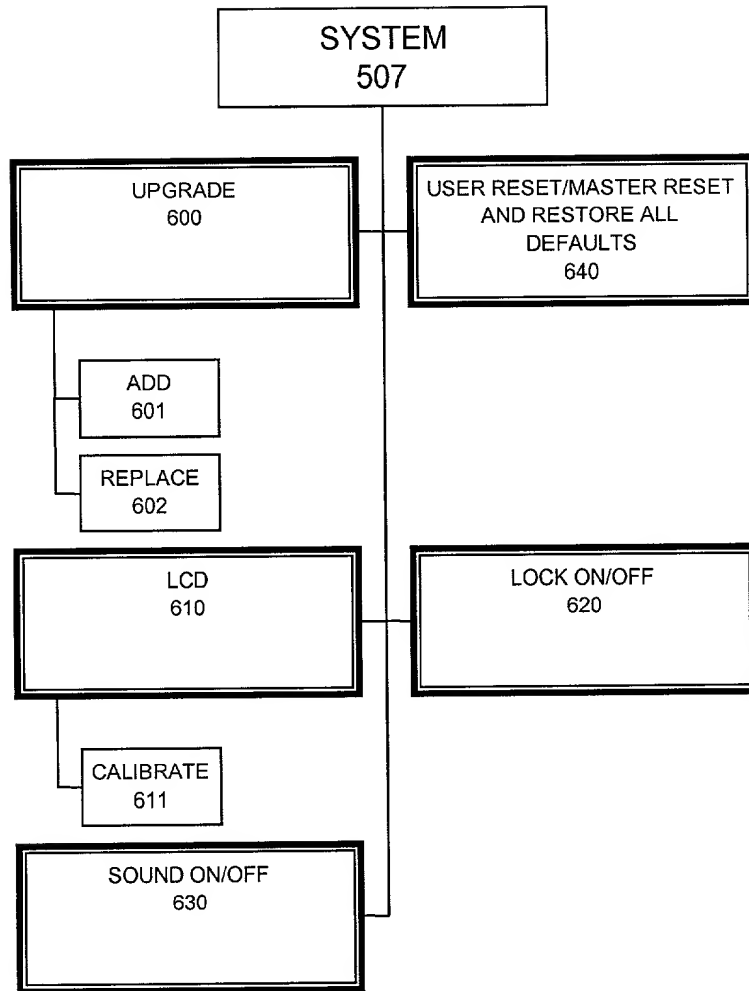 SYSTEM
507
UPGRADE
600
USER RESET/MASTER RESET
AND RESTORE ALL
DEFAULTS
640
ADD
601
REPLACE
602
LCD
610
LOCK ON/OFF
620
CALIBRATE
611
SOUND ON/OFF
630